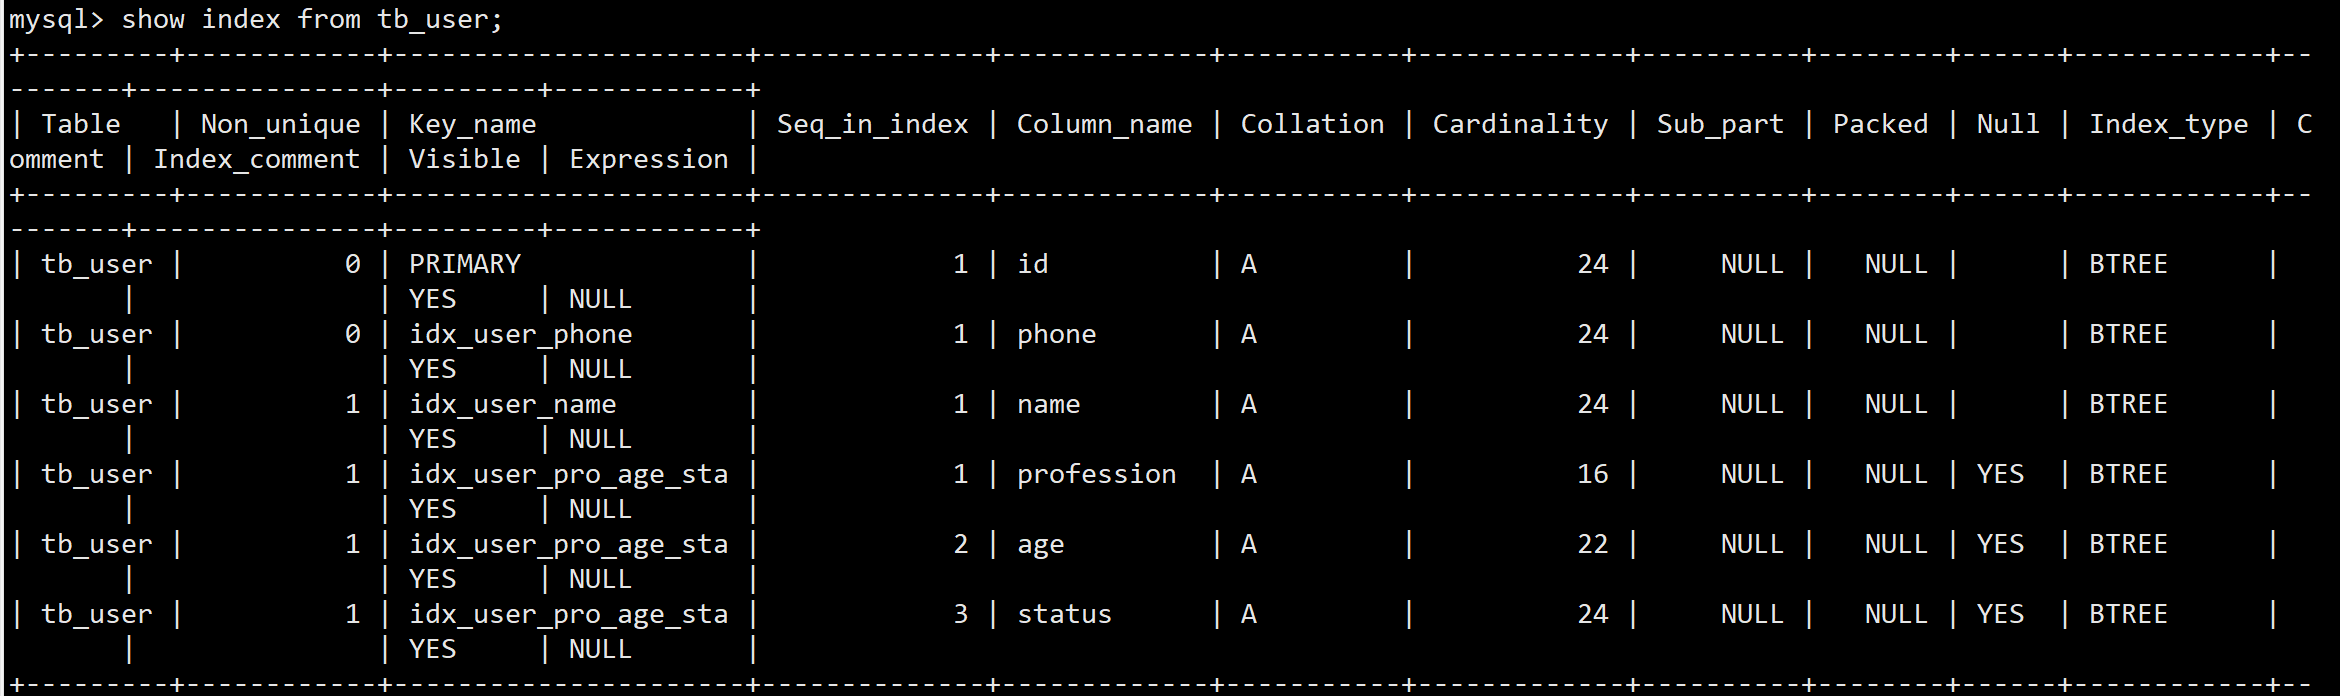 mysql> show index from tb_user;
+---------+------------+----------------------+--------------+-------------+-----------+-------------+----------+--------+------+------------+--
-------+---------------+---------+------------+
| Table   | Non_unique | Key_name             | Seq_in_index | Column_name | Collation | Cardinality | Sub_part | Packed | Null | Index_type | C
omment | Index_comment | Visible | Expression |
+---------+------------+----------------------+--------------+-------------+-----------+-------------+----------+--------+------+------------+--
-------+---------------+---------+------------+
| tb_user |          0 | PRIMARY              |            1 | id          | A         |          24 |     NULL |   NULL |      | BTREE      |
       |               | YES     | NULL       |
| tb_user |          0 | idx_user_phone       |            1 | phone       | A         |          24 |     NULL |   NULL |      | BTREE      |
       |               | YES     | NULL       |
| tb_user |          1 | idx_user_name        |            1 | name        | A         |          24 |     NULL |   NULL |      | BTREE      |
       |               | YES     | NULL       |
| tb_user |          1 | idx_user_pro_age_sta |            1 | profession  | A         |          16 |     NULL |   NULL | YES  | BTREE      |
       |               | YES     | NULL       |
| tb_user |          1 | idx_user_pro_age_sta |            2 | age         | A         |          22 |     NULL |   NULL | YES  | BTREE      |
       |               | YES     | NULL       |
| tb_user |          1 | idx_user_pro_age_sta |            3 | status      | A         |          24 |     NULL |   NULL | YES  | BTREE      |
       |               | YES     | NULL       |
+---------+------------+----------------------+--------------+-------------+-----------+-------------+----------+--------+------+------------+--